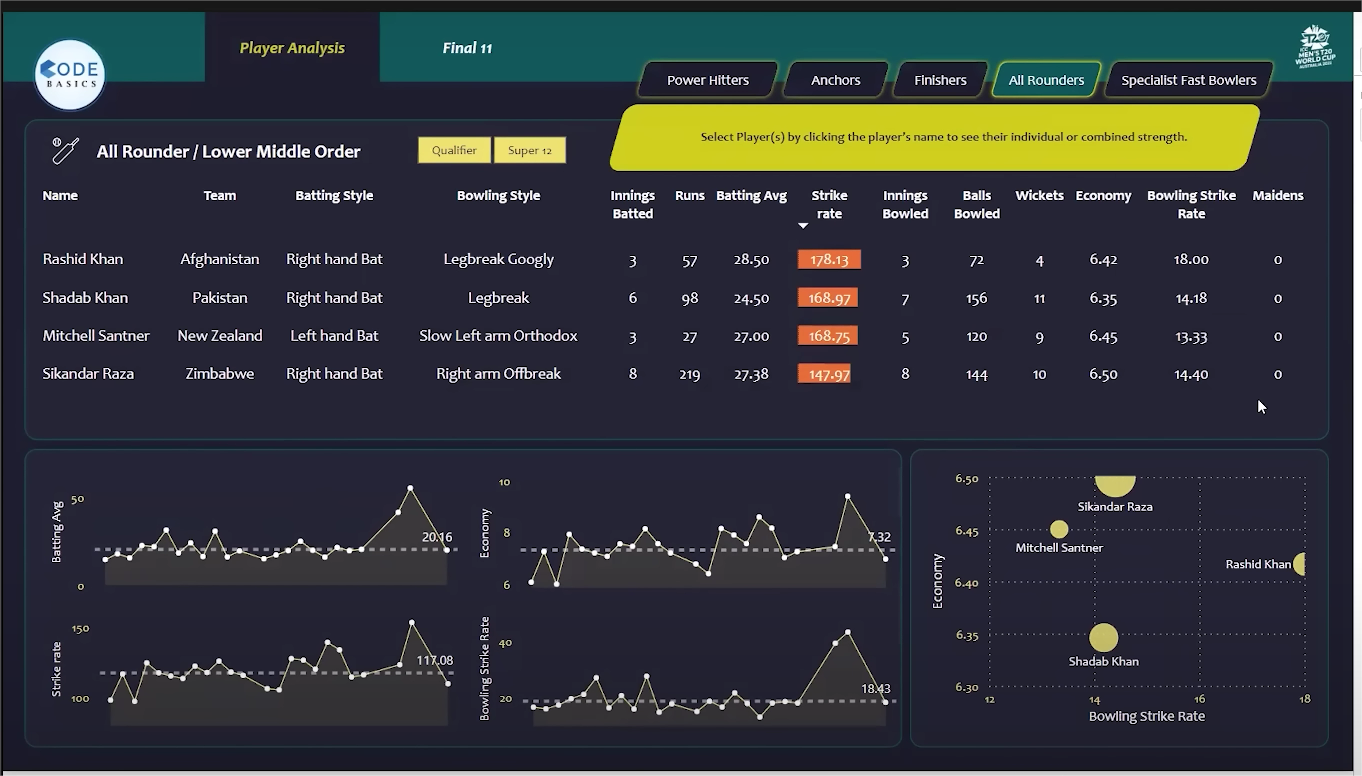 Player Analysis
Final 11
CODE
BASICS
ICC
MEN'S T20
WORLD CUP
AUSTRALIA 2022
Power Hitters
Anchors
Finishers
All Rounders
Specialist Fast Bowlers
Select Player(s) by clicking the player's name to see their individual or combined strength.
All Rounder / Lower Middle Order
Qualifier
Super 12
Name Team Batting Style Bowling Style Innings Batted Runs Batting Avg Strike rate Innings Bowled Balls Bowled Wickets Economy Bowling Strike Rate Maidens
Rashid Khan Afghanistan Right hand Bat Legbreak Googly 3 57 28.50 178.13 3 72 4 6.42 18.00 0
Shadab Khan Pakistan Right hand Bat Legbreak 6 98 24.50 168.97 7 156 11 6.35 14.18 0
Mitchell Santner New Zealand Left hand Bat Slow Left arm Orthodox 3 27 27.00 168.75 5 120 9 6.45 13.33 0
Sikandar Raza Zimbabwe Right hand Bat Right arm Offbreak 8 219 27.38 147.97 8 144 10 6.50 14.40 0
Batting Avg
50
0
20.16
Economy
10
8
6
7.32
Strike rate
150
100
117.08
Bowling Strike Rate
40
20
18.43
Economy
6.50
6.45
6.40
6.35
6.30
Sikandar Raza
Mitchell Santner
Rashid Khan
Shadab Khan
12 14 16 18
Bowling Strike Rate